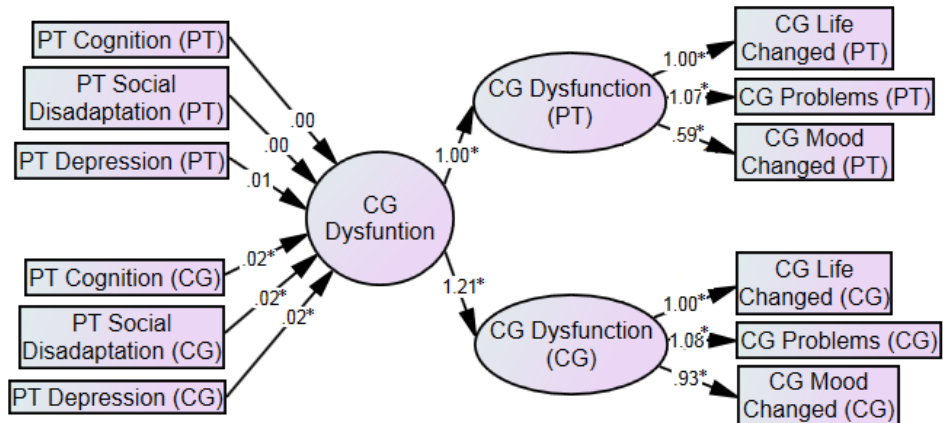 PT Cognition (PT)
PT Social
Disadaptation (PT)
PT Depression (PT)
PT Cognition (CG)
PT Social
Disadaptation (CG)
PT Depression (CG)
.00
.00
.01
.02*
.02*
.02*
CG
Dysfuntion
1.00*
1.21*
CG Dysfunction
(PT)
1.00*
1.07*
.59*
CG Life
Changed (PT)
CG Problems (PT)
CG Mood
Changed (PT)
CG Dysfunction
(CG)
1.00*
1.08*
.93*
CG Life
Changed (CG)
CG Problems (CG)
CG Mood
Changed (CG)